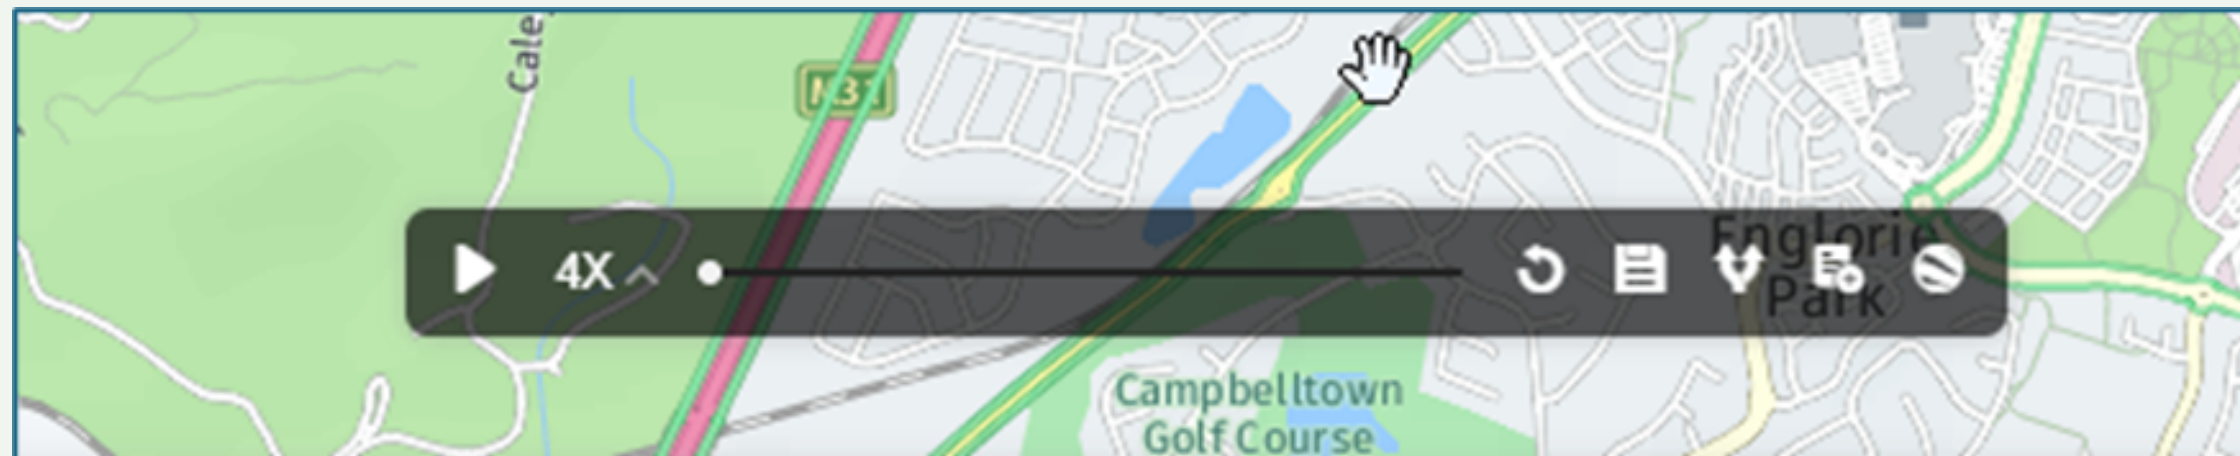 Cale
M31
Englorie
Park
4X
Campbelltown
Golf Course